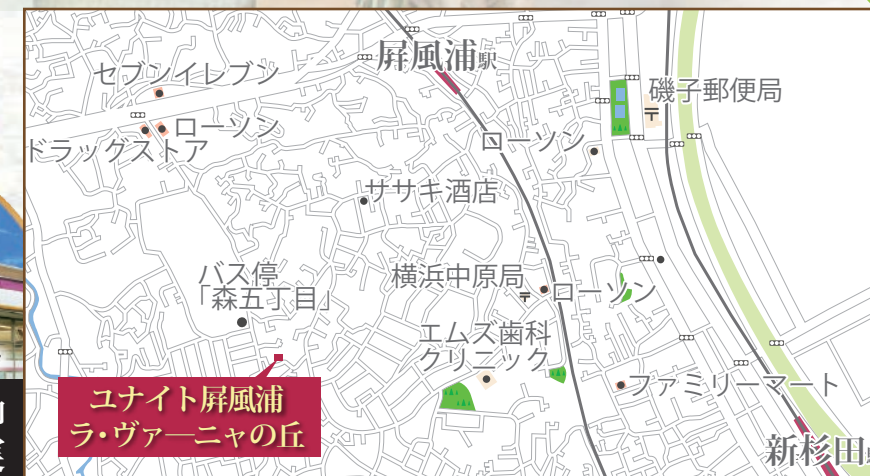 屛風浦駅
セブンイレブン
磯子郵便局
〒
ローソン
ドラッグストア
ローソン
ササキ酒店
バス停
「森五丁目」
横浜中原局
〒
ローソン
エムズ歯科
クリニック
ファミリーマート
ユナイト屛風浦
ラ・ヴァーニャの丘
新杉田